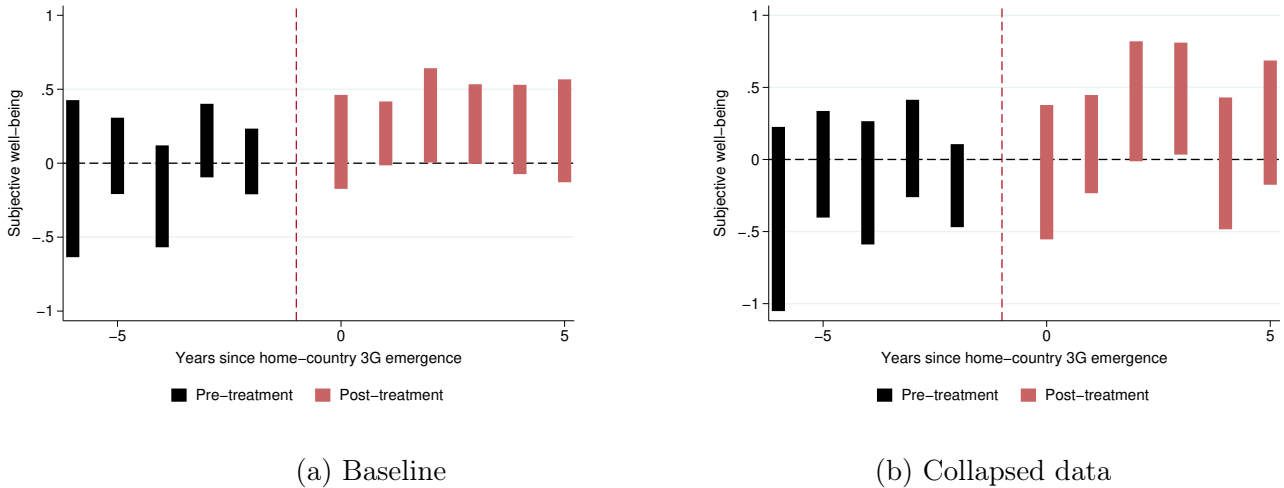 1
.5
0
−.5
−1
Subjective well−being
−5
0
5
Years since home−country 3G emergence
Pre−treatment
Post−treatment
(a) Baseline
1
.5
0
−.5
−1
Subjective well−being
−5
0
5
Years since home−country 3G emergence
Pre−treatment
Post−treatment
(b) Collapsed data